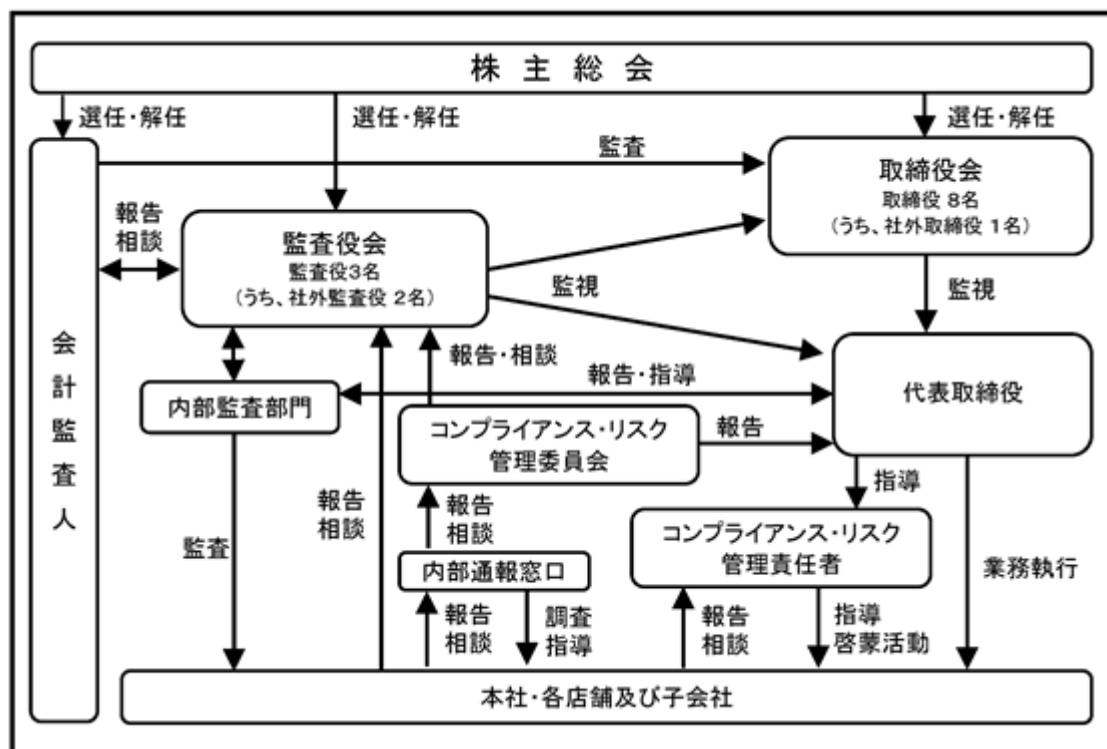 株主総会
選任・解任
選任・解任
選任・解任
監査
取締役会
取締役 8名
（うち、社外取締役 1名）
報告
相談
監査役会
監査役3名
（うち、社外監査役 2名）
監視
監視
会計監査人
報告・相談
報告・指導
代表取締役
内部監査部門
コンプライアンス・リスク
管理委員会
報告
指導
報告
相談
報告
相談
コンプライアンス・リスク
管理責任者
監査
内部通報窓口
業務執行
報告
相談
調査
指導
報告
相談
指導
啓蒙活動
本社・各店舗及び子会社